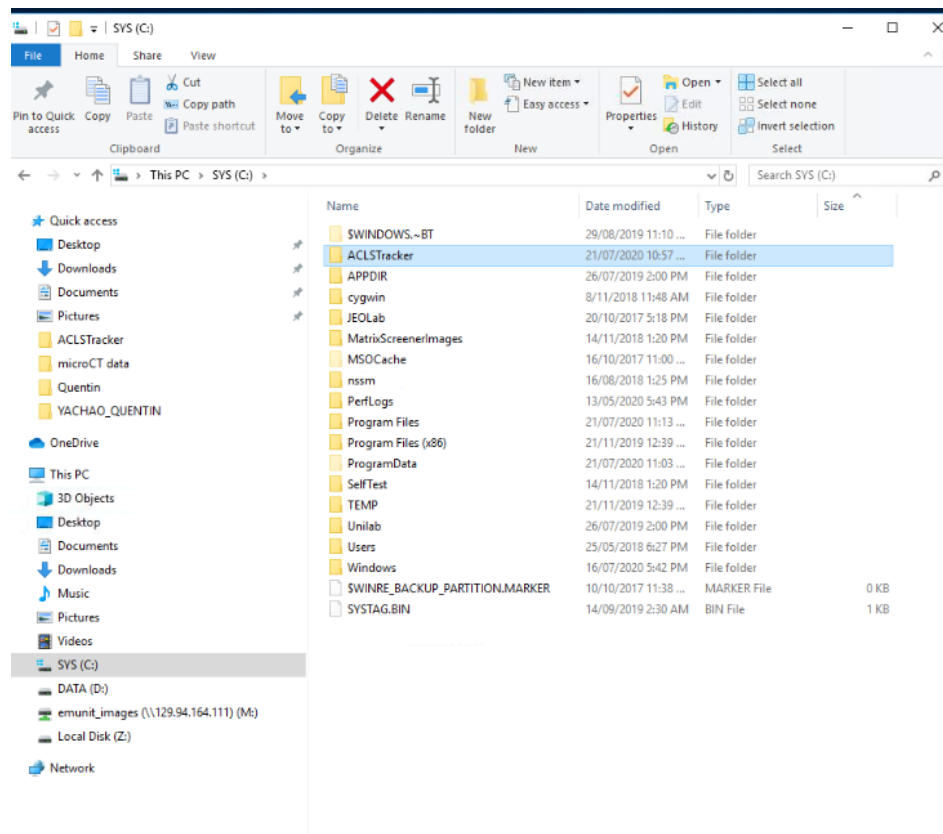 SYS (C:)
File Home Share View
Pin to Quick access
Copy
Paste
Cut
Copy path
Paste shortcut
Clipboard
Move to
Copy to
Delete
Rename
Organize
New folder
New item
Easy access
New
Properties
Open
Edit
History
Open
Select all
Select none
Invert selection
Select
This PC > SYS (C:) >
Search SYS (C:)
Quick access
Desktop
Downloads
Documents
Pictures
ACLSTracker
microCT data
Quentin
YACHAO_QUENTIN
OneDrive
This PC
3D Objects
Desktop
Documents
Downloads
Music
Pictures
Videos
SYS (C:)
DATA (D:)
emunit_images (\\129.94.164.111) (M:)
Local Disk (Z:)
Network
Name Date modified Type Size
$WINDOWS.~BT 29/08/2019 11:10 ... File folder
ACLSTracker 21/07/2020 10:57 ... File folder
APPDIR 26/07/2019 2:00 PM File folder
cygwin 8/11/2018 11:48 AM File folder
JEOLab 20/10/2017 5:18 PM File folder
MatrixScreenerImages 14/11/2018 1:20 PM File folder
MSOCache 16/10/2017 11:00 ... File folder
nssm 16/08/2018 1:25 PM File folder
PerfLogs 13/05/2020 5:43 PM File folder
Program Files 21/07/2020 11:13 ... File folder
Program Files (x86) 21/11/2019 12:39 ... File folder
ProgramData 21/07/2020 11:03 ... File folder
SelfTest 14/11/2018 1:20 PM File folder
TEMP 21/11/2019 12:39 ... File folder
Unilab 26/07/2019 2:00 PM File folder
Users 25/05/2018 6:27 PM File folder
Windows 16/07/2020 5:42 PM File folder
$WINRE_BACKUP_PARTITION.MARKER 10/10/2017 11:38 ... MARKER File 0 KB
SYSTAG.BIN 14/09/2019 2:30 AM BIN File 1 KB